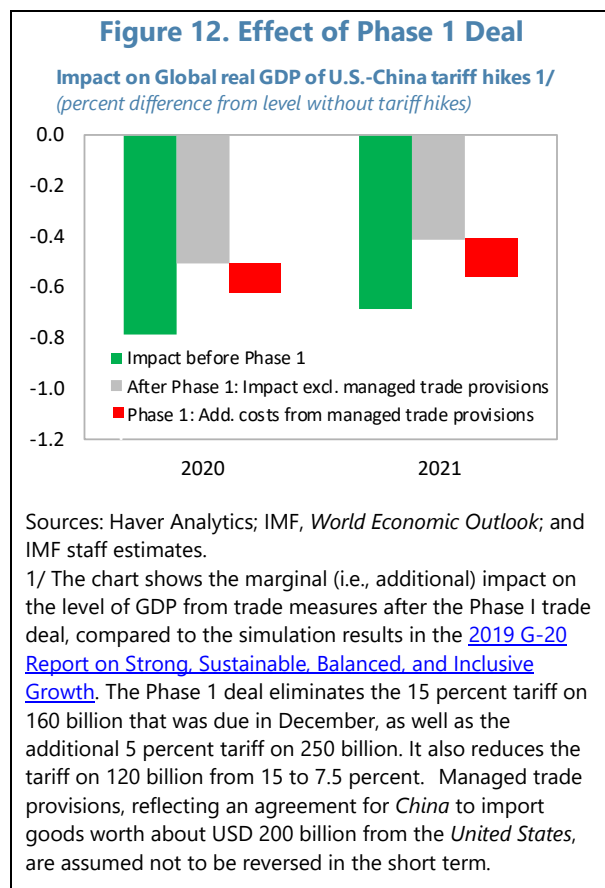 Figure 12. Effect of Phase 1 Deal
Impact on Global real GDP of U.S.-China tariff hikes 1/
(percent difference from level without tariff hikes)
0.0
-0.2
-0.4
-0.6
-0.8
-1.0
-1.2
Impact before Phase 1
After Phase 1: Impact excl. managed trade provisions
Phase 1: Add. costs from managed trade provisions
2020 2021
Sources: Haver Analytics; IMF, World Economic Outlook; and
IMF staff estimates.
1/ The chart shows the marginal (i.e., additional) impact on
the level of GDP from trade measures after the Phase I trade
deal, compared to the simulation results in the 2019 G-20
Report on Strong, Sustainable, Balanced, and Inclusive
Growth. The Phase 1 deal eliminates the 15 percent tariff on
160 billion that was due in December, as well as the
additional 5 percent tariff on 250 billion. It also reduces the
tariff on 120 billion from 15 to 7.5 percent. Managed trade
provisions, reflecting an agreement for China to import
goods worth about USD 200 billion from the United States,
are assumed not to be reversed in the short term.